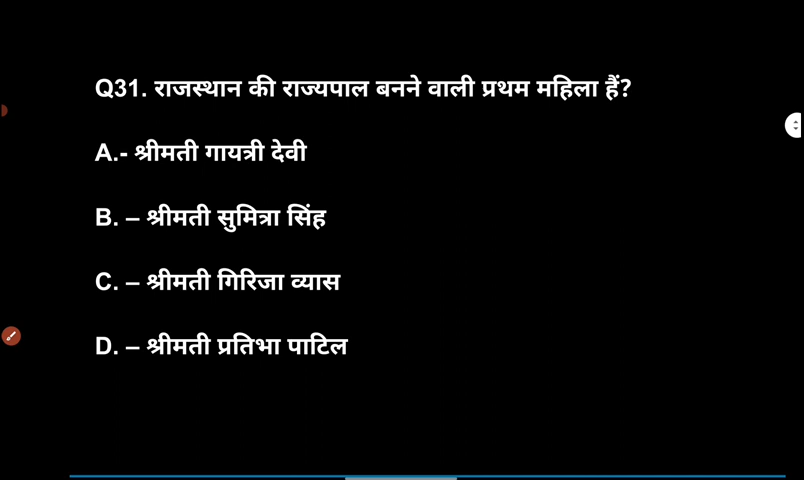 Q31. राजस्थान की राज्यपाल बनने वाली प्रथम महिला हैं?
A.- श्रीमती गायत्री देवी
B. – श्रीमती सुमित्रा सिंह
C. – श्रीमती गिरिजा व्यास
D. – श्रीमती प्रतिभा पाटिल